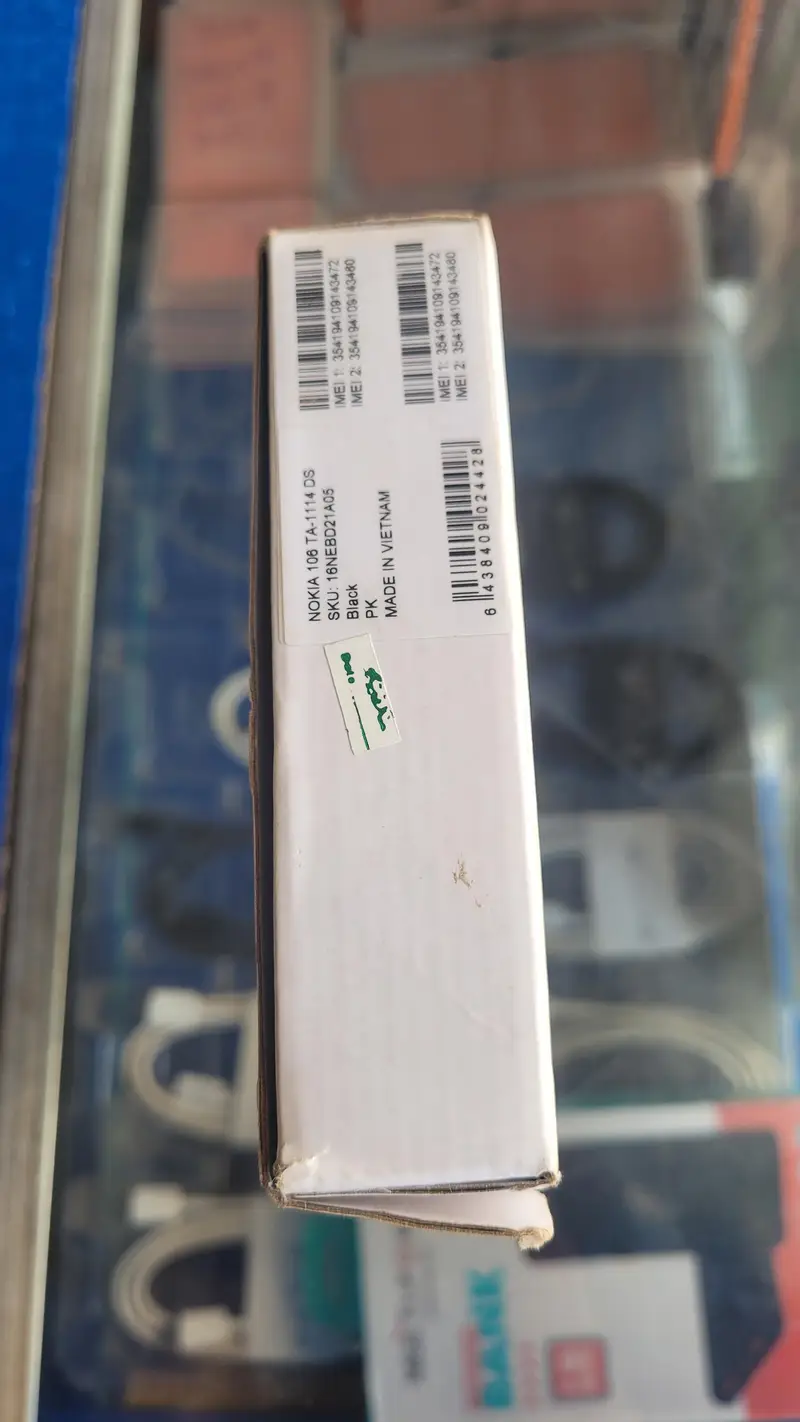 NOKIA 106 TA-1114 DS
SKU: 16NEBD21A05
Black
PK
MADE IN VIETNAM
6 438409 024428
IMEI 1: 354194109143472
IMEI 2: 354194109143480
IMEI 1: 354194109143472
IMEI 2: 354194109143480
BANK